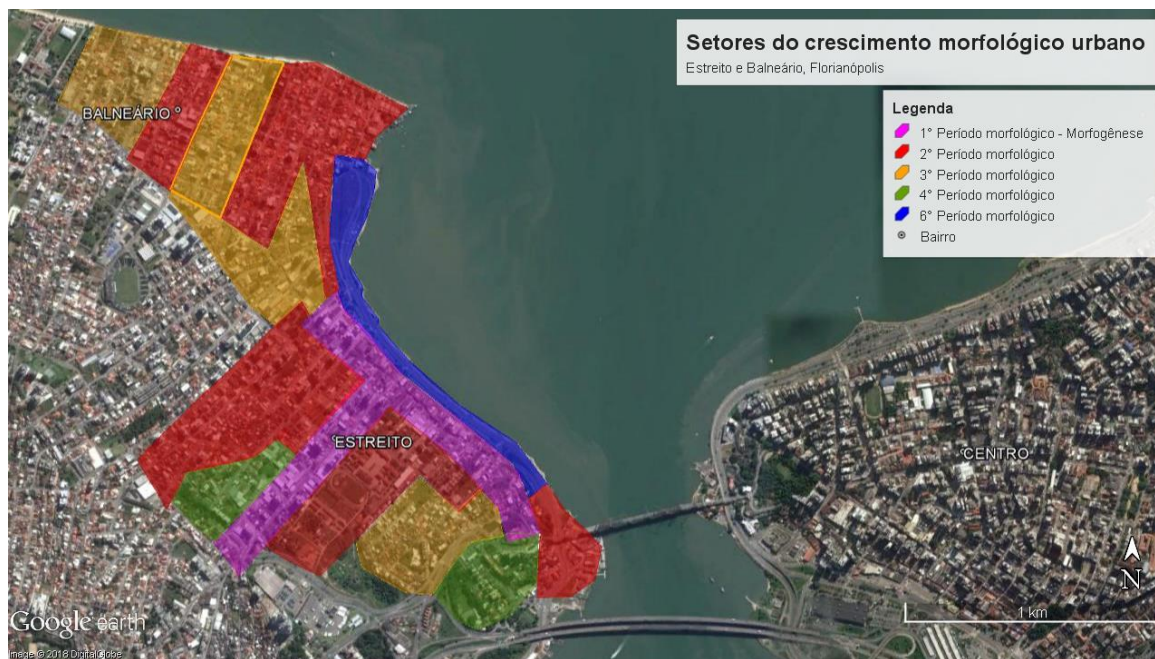 Setores do crescimento morfológico urbano
Estreito e Balneário, Florianópolis
Legenda
1° Período morfológico - Morfogênese
2° Período morfológico
3° Período morfológico
4° Período morfológico
6° Período morfológico
Bairro
BALNEÁRIO
ESTREITO
CENTRO
N
1 km
Google earth
Image © 2018 DigitalGlobe